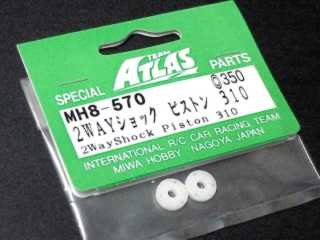 TEAM
ATLAS
SPECIAL PARTS
MH8-570 ©350
2WAYショック ピストン 310
2WayShock Piston 310
INTERNATIONAL R/C CAR RACING TEAM
MIWA HOBBY NAGOYA JAPAN